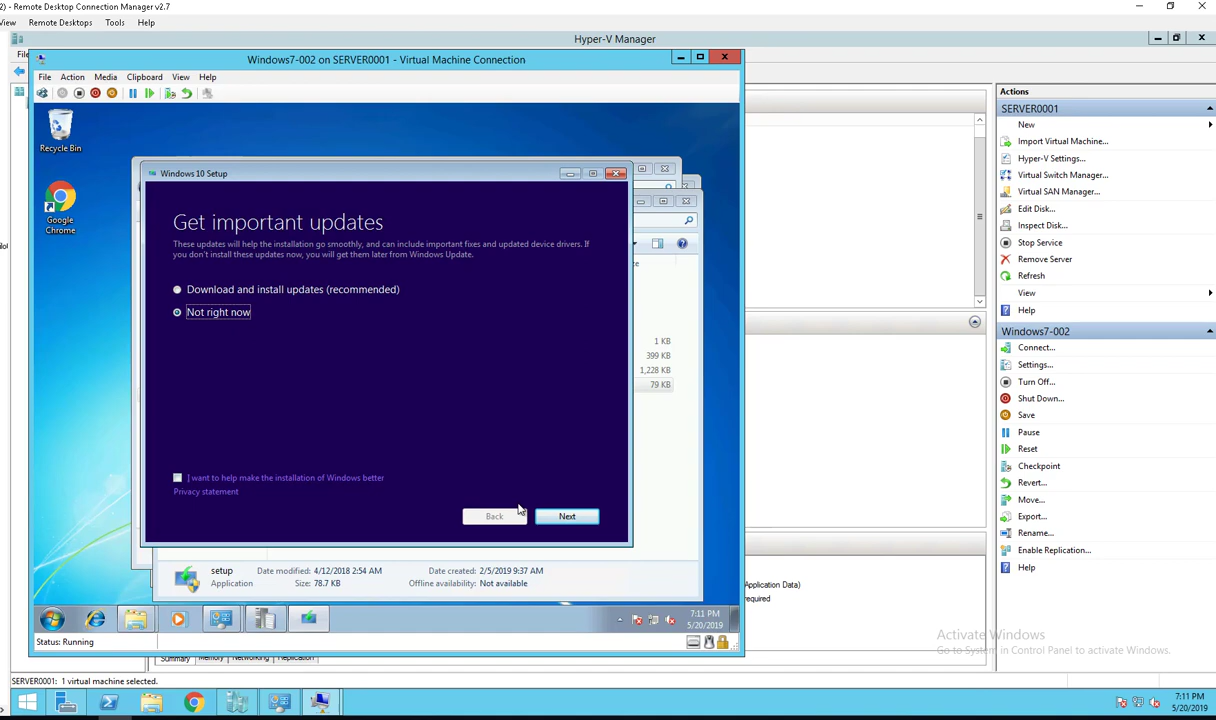 2) - Remote Desktop Connection Manager v2.7
View Remote Desktops Tools Help
Hyper-V Manager
Windows7-002 on SERVER0001 - Virtual Machine Connection
File Action Media Clipboard View Help
Recycle Bin
Google
Chrome
Windows 10 Setup
Get important updates
These updates will help the installation go smoothly, and can include important fixes and updated device drivers. If
you don't install these updates now, you will get them later from Windows Update.
Download and install updates (recommended)
Not right now
I want to help make the installation of Windows better
Privacy statement
Back Next
1 KB
399 KB
1,228 KB
79 KB
setup Date modified: 4/12/2018 2:54 AM Date created: 2/5/2019 9:37 AM
Application Size: 78.7 KB Offline availability: Not available
7:11 PM
5/20/2019
Status: Running
Summary Memory Networking Replication
SERVER0001: 1 virtual machine selected.
Actions
SERVER0001
New
Import Virtual Machine...
Hyper-V Settings...
Virtual Switch Manager...
Virtual SAN Manager...
Edit Disk...
Inspect Disk...
Stop Service
Remove Server
Refresh
View
Help
Windows7-002
Connect...
Settings...
Turn Off...
Shut Down...
Save
Pause
Reset
Checkpoint
Revert...
Move...
Export...
Rename...
Enable Replication...
Help
Application Data)
required
Activate Windows
Go to System in Control Panel to activate Windows.
7:11 PM
5/20/2019